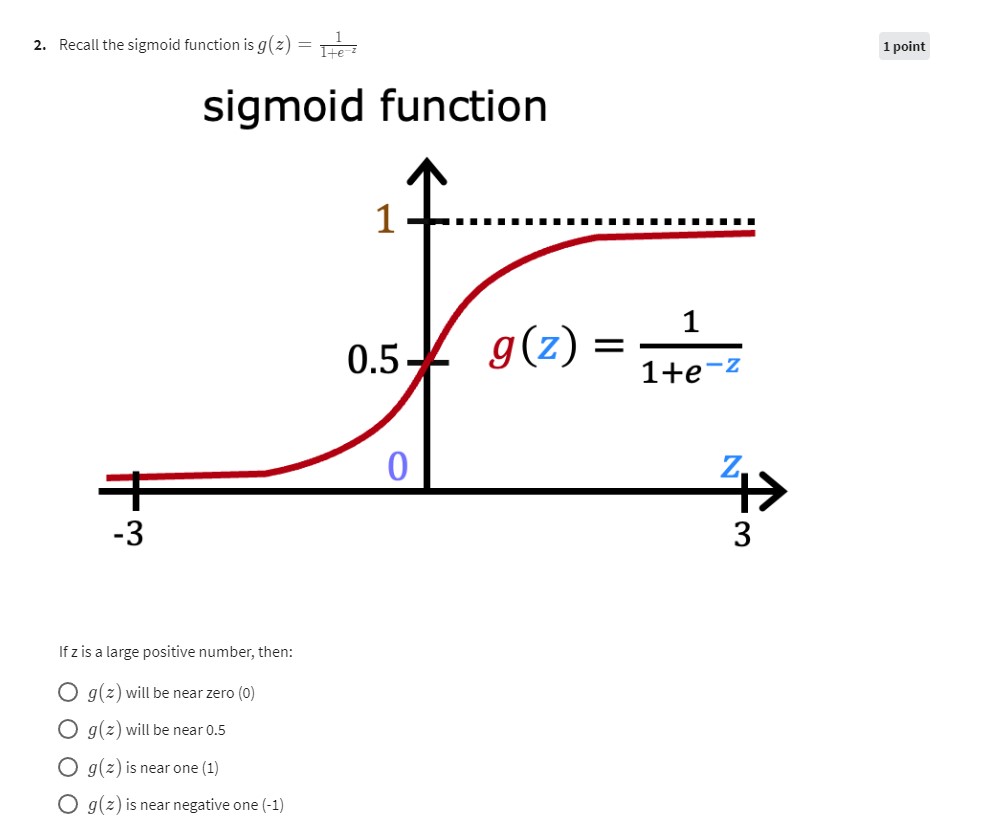 2. Recall the sigmoid function is g(z) = 1/(1+e^{-z})
1 point
sigmoid function
1
0.5
g(z) = 1/(1+e^{-z})
0
z
-3
3
If z is a large positive number, then:
g(z) will be near zero (0)
g(z) will be near 0.5
g(z) is near one (1)
g(z) is near negative one (-1)